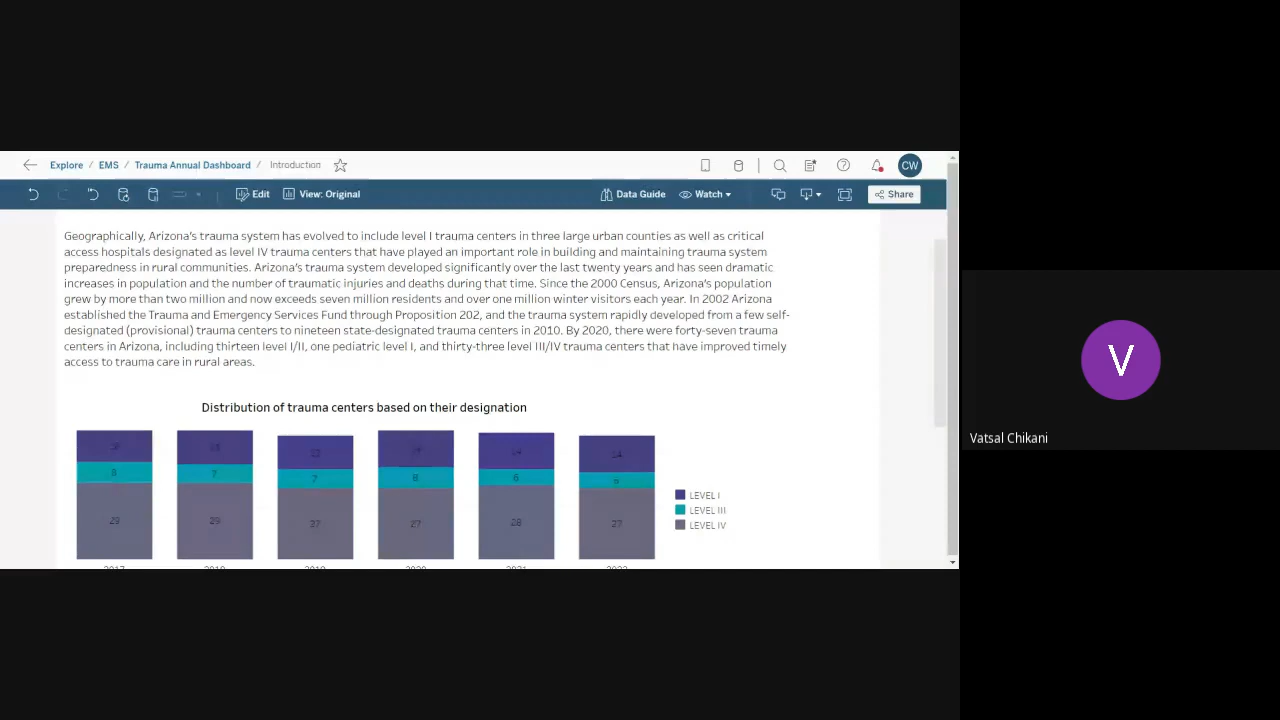 Explore / EMS / Trauma Annual Dashboard / Introduction
CW
Edit View: Original Data Guide Watch Share
Geographically, Arizona's trauma system has evolved to include level I trauma centers in three large urban counties as well as critical
access hospitals designated as level IV trauma centers that have played an important role in building and maintaining trauma system
preparedness in rural communities. Arizona's trauma system developed significantly over the last twenty years and has seen dramatic
increases in population and the number of traumatic injuries and deaths during that time. Since the 2000 Census, Arizona's population
grew by more than two million and now exceeds seven million residents and over one million winter visitors each year. In 2002 Arizona
established the Trauma and Emergency Services Fund through Proposition 202, and the trauma system rapidly developed from a few self-
designated (provisional) trauma centers to nineteen state-designated trauma centers in 2010. By 2020, there were forty-seven trauma
centers in Arizona, including thirteen level I/II, one pediatric level I, and thirty-three level III/IV trauma centers that have improved timely
access to trauma care in rural areas.
Distribution of trauma centers based on their designation
8 7 7 8 6
29 29 27 27 28 27
LEVEL I
LEVEL III
LEVEL IV
2017 2018 2019 2020 2021 2022
V
Vatsal Chikani